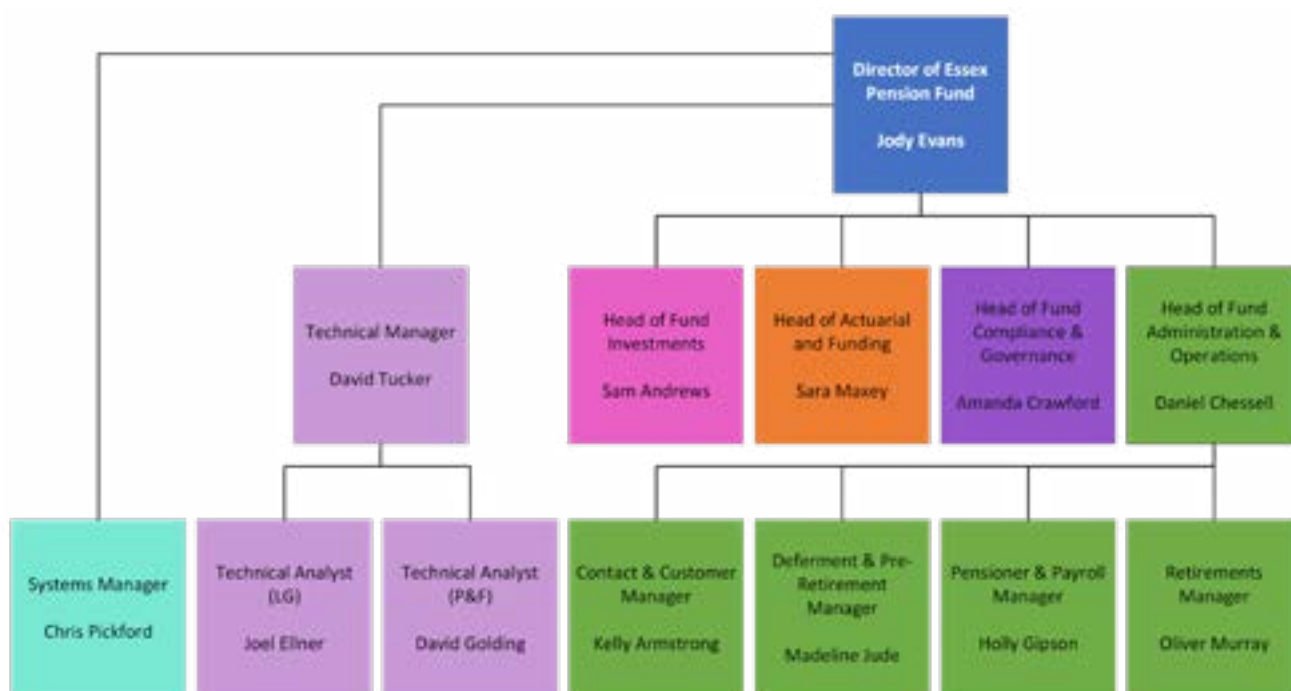 Director of Essex
Pension Fund
Jody Evans
Technical Manager
David Tucker
Head of Fund
Investments
Sam Andrews
Head of Actuarial
and Funding
Sara Maxey
Head of Fund
Compliance &
Governance
Amanda Crawford
Head of Fund
Administration &
Operations
Daniel Chessell
Systems Manager
Chris Pickford
Technical Analyst
(LG)
Joel Ellner
Technical Analyst
(P&F)
David Golding
Contact & Customer
Manager
Kelly Armstrong
Deferment & Pre-
Retirement
Manager
Madeline Jude
Pensioner & Payroll
Manager
Holly Gipson
Retirements
Manager
Oliver Murray